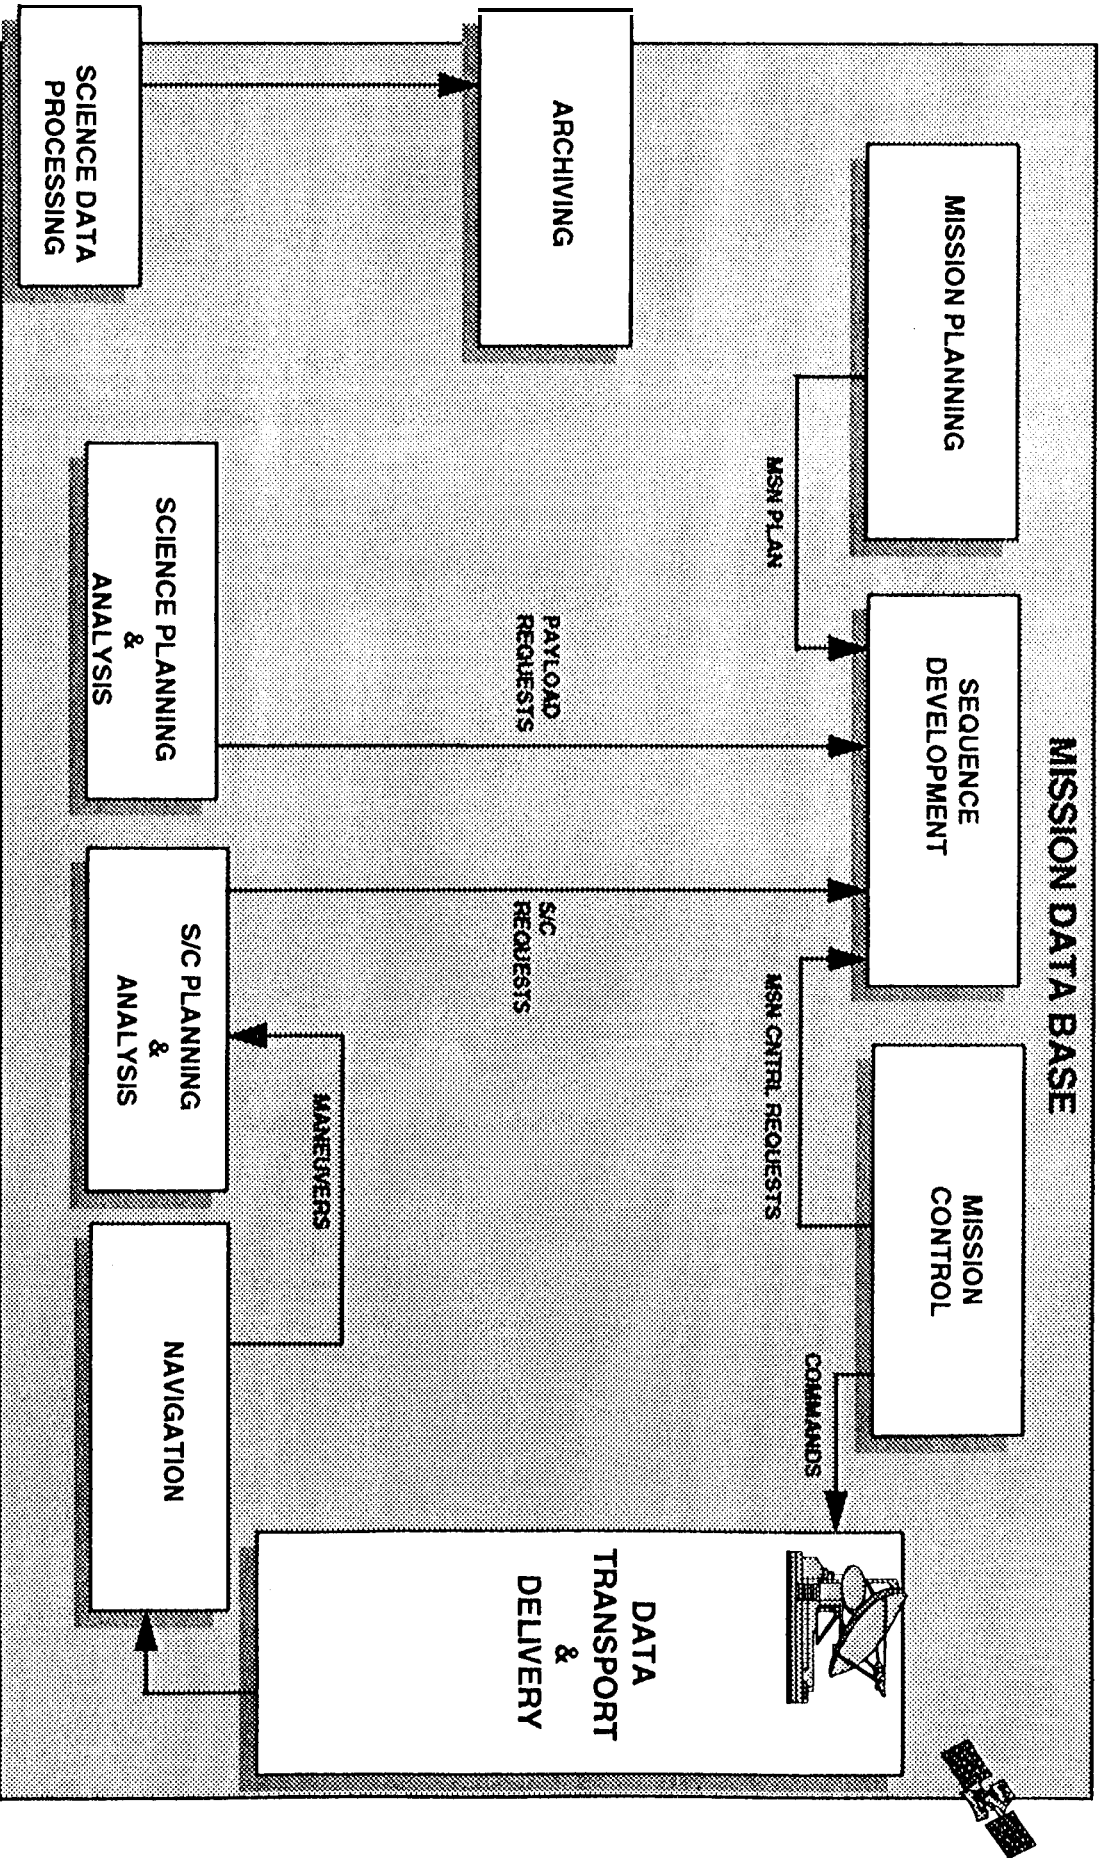 MISSION DATA BASE
MISSION PLANNING
SEQUENCE
DEVELOPMENT
MISSION
CONTROL
MSN PLAN
MSN CNTRL REQUESTS
COMMANDS
ARCHIVING
PAYLOAD
REQUESTS
S/C
REQUESTS
DATA
TRANSPORT
&
DELIVERY
MANEUVERS
SCIENCE DATA
PROCESSING
SCIENCE PLANNING
&
ANALYSIS
S/C PLANNING
&
ANALYSIS
NAVIGATION